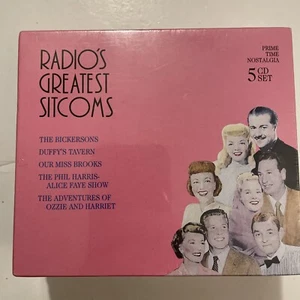 RADIO'S
GREATEST
SITCOMS
PRIME
TIME
NOSTALGIA
5 CD
SET
THE BICKERSONS
DUFFY'S TAVERN
OUR MISS BROOKS
THE PHIL HARRIS-
ALICE FAYE SHOW
THE ADVENTURES OF
OZZIE AND HARRIET